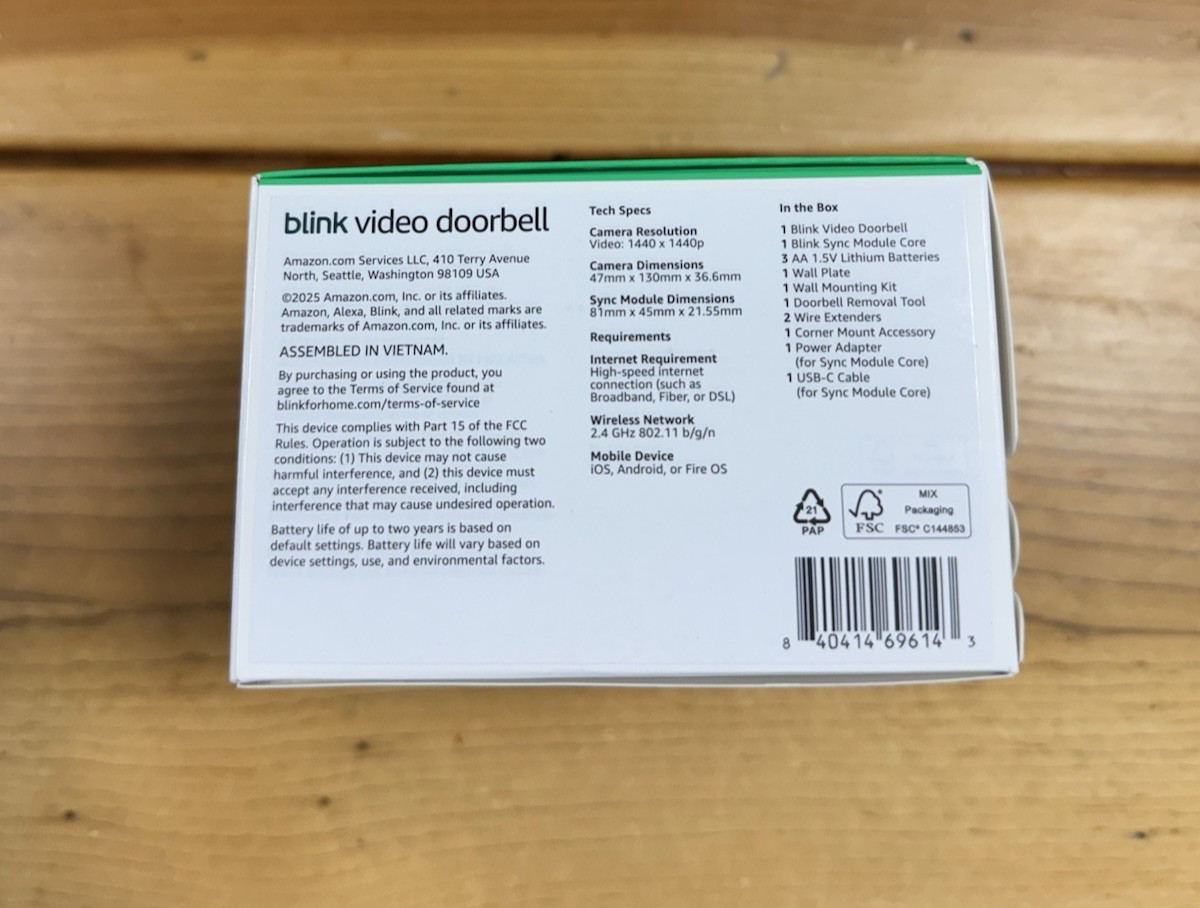 blink video doorbell
Amazon.com Services LLC, 410 Terry Avenue
North, Seattle, Washington 98109 USA
©2025 Amazon.com, Inc. or its affiliates.
Amazon, Alexa, Blink, and all related marks are
trademarks of Amazon.com, Inc. or its affiliates.
ASSEMBLED IN VIETNAM.
By purchasing or using the product, you
agree to the Terms of Service found at
blinkforhome.com/terms-of-service
This device complies with Part 15 of the FCC
Rules. Operation is subject to the following two
conditions: (1) This device may not cause
harmful interference, and (2) this device must
accept any interference received, including
interference that may cause undesired operation.
Battery life of up to two years is based on
default settings. Battery life will vary based on
device settings, use, and environmental factors.
Tech Specs
Camera Resolution
Video: 1440 x 1440p
Camera Dimensions
47mm x 130mm x 36.6mm
Sync Module Dimensions
81mm x 45mm x 21.55mm
Requirements
Internet Requirement
High-speed internet
connection (such as
Broadband, Fiber, or DSL)
Wireless Network
2.4 GHz 802.11 b/g/n
Mobile Device
iOS, Android, or Fire OS
In the Box
1 Blink Video Doorbell
1 Blink Sync Module Core
3 AA 1.5V Lithium Batteries
1 Wall Plate
1 Wall Mounting Kit
1 Doorbell Removal Tool
2 Wire Extenders
1 Corner Mount Accessory
1 Power Adapter
(for Sync Module Core)
1 USB-C Cable
(for Sync Module Core)
21
PAP
FSC
MIX
Packaging
FSC® C144853
8 40414 69614 3